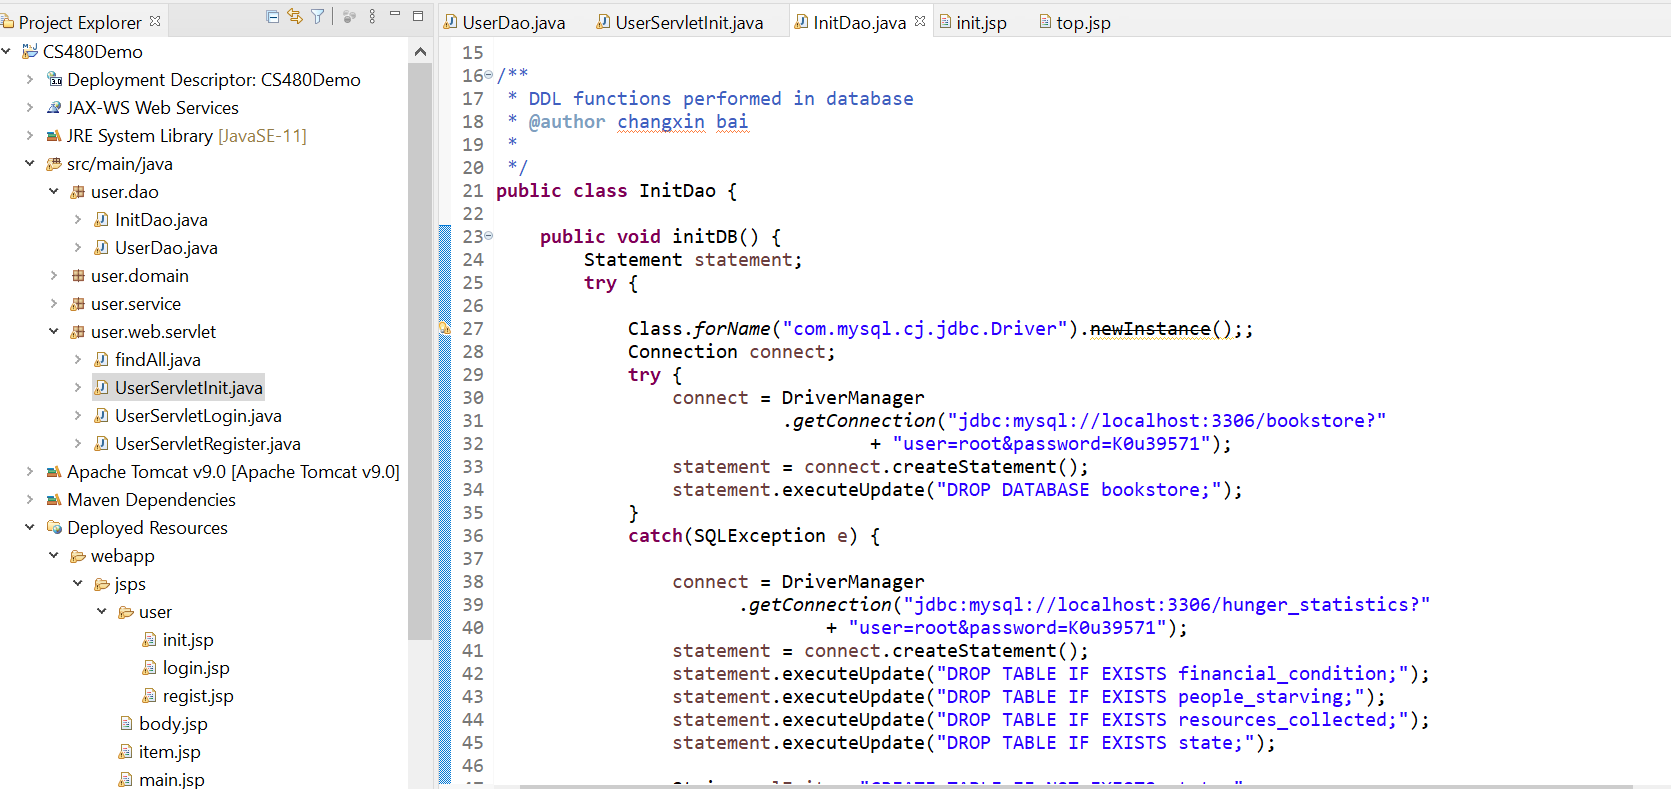 Project Explorer
CS480Demo
Deployment Descriptor: CS480Demo
JAX-WS Web Services
JRE System Library [JavaSE-11]
src/main/java
user.dao
InitDao.java
UserDao.java
user.domain
user.service
user.web.servlet
findAll.java
UserServletInit.java
UserServletLogin.java
UserServletRegister.java
Apache Tomcat v9.0 [Apache Tomcat v9.0]
Maven Dependencies
Deployed Resources
webapp
jsps
user
init.jsp
login.jsp
regist.jsp
body.jsp
item.jsp
main.jsp
UserDao.java UserServletInit.java InitDao.java init.jsp top.jsp
15
16 /**
17 * DDL functions performed in database
18 * @author changxin bai
19 *
20 */
21 public class InitDao {
22
23 public void initDB() {
24 Statement statement;
25 try {
26
27 Class.forName("com.mysql.cj.jdbc.Driver").newInstance();;
28 Connection connect;
29 try {
30 connect = DriverManager
31 .getConnection("jdbc:mysql://localhost:3306/bookstore?"
32 + "user=root&password=K0u39571");
33 statement = connect.createStatement();
34 statement.executeUpdate("DROP DATABASE bookstore;");
35 }
36 catch(SQLException e) {
37
38 connect = DriverManager
39 .getConnection("jdbc:mysql://localhost:3306/hunger_statistics?"
40 + "user=root&password=K0u39571");
41 statement = connect.createStatement();
42 statement.executeUpdate("DROP TABLE IF EXISTS financial_condition;");
43 statement.executeUpdate("DROP TABLE IF EXISTS people_starving;");
44 statement.executeUpdate("DROP TABLE IF EXISTS resources_collected;");
45 statement.executeUpdate("DROP TABLE IF EXISTS state;");
46